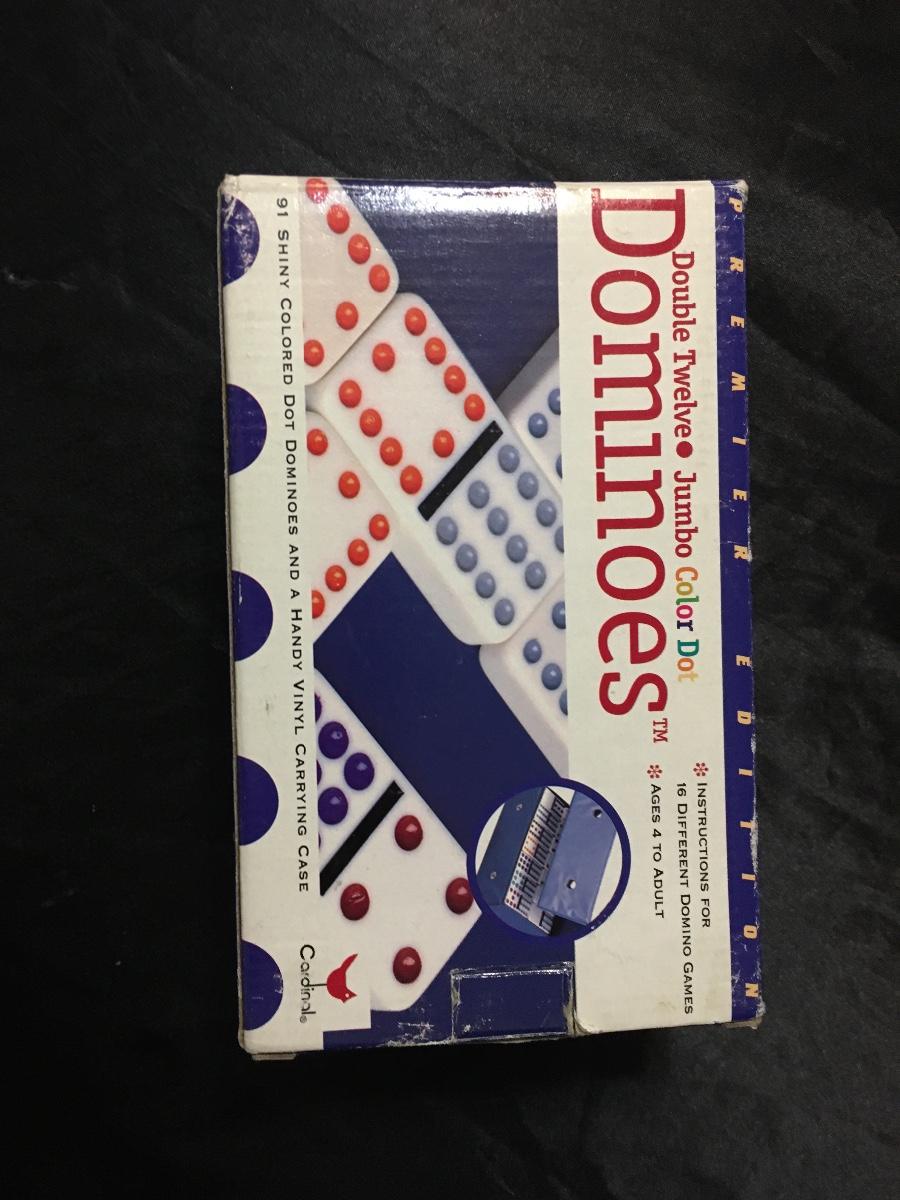 PREMIER EDITION
Double Twelve • Jumbo Color Dot
Dominoes™
* INSTRUCTIONS FOR
16 DIFFERENT DOMINO GAMES
* AGES 4 TO ADULT
91 SHINY COLORED DOT DOMINOES AND A HANDY VINYL CARRYING CASE
Cardinal®